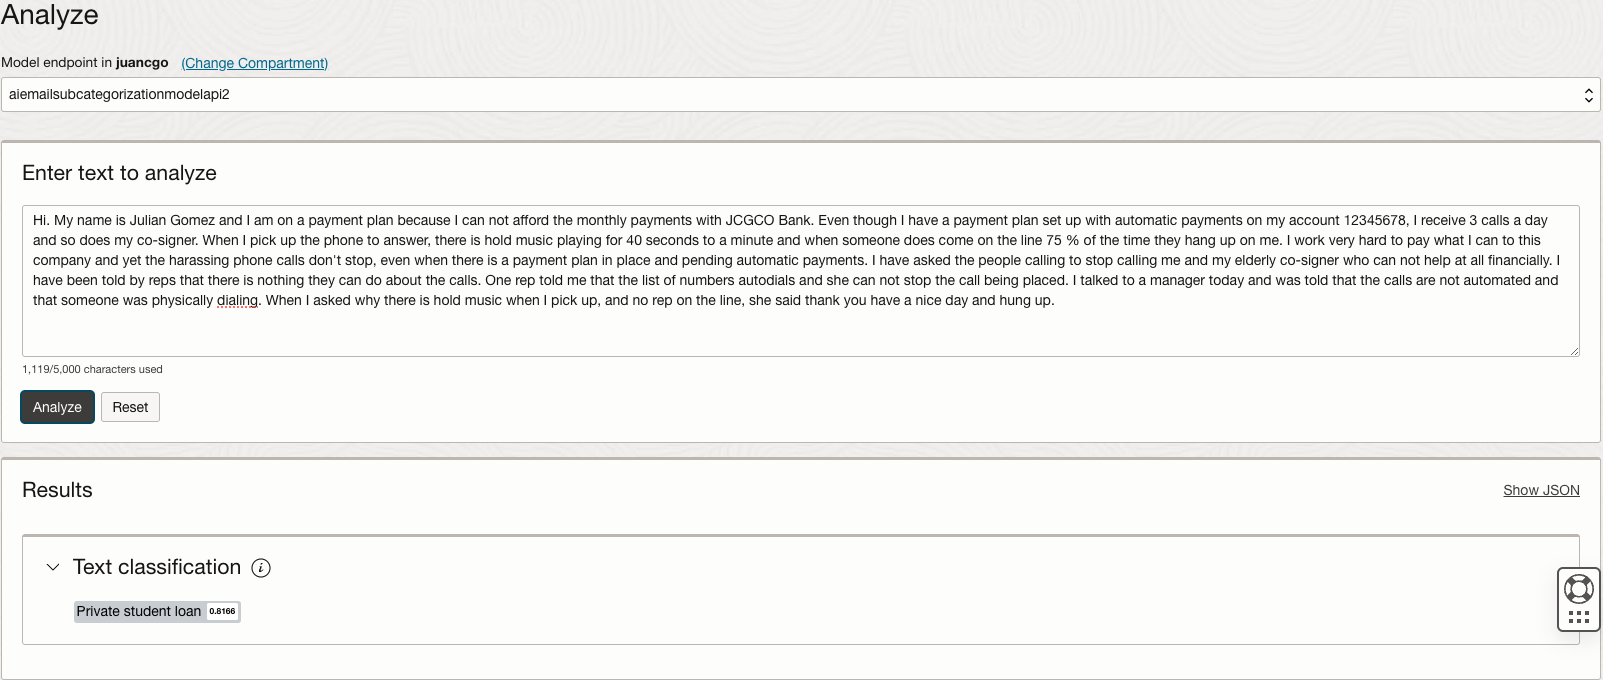 Analyze
Model endpoint in juancgo (Change Compartment)
aiemailsubcategorizationmodelapi2
Enter text to analyze
Hi. My name is Julian Gomez and I am on a payment plan because I can not afford the monthly payments with JCGCO Bank. Even though I have a payment plan set up with automatic payments on my account 12345678, I receive 3 calls a day
and so does my co-signer. When I pick up the phone to answer, there is hold music playing for 40 seconds to a minute and when someone does come on the line 75 % of the time they hang up on me. I work very hard to pay what I can to this
company and yet the harassing phone calls don't stop, even when there is a payment plan in place and pending automatic payments. I have asked the people calling to stop calling me and my elderly co-signer who can not help at all financially. I
have been told by reps that there is nothing they can do about the calls. One rep told me that the list of numbers autodials and she can not stop the call being placed. I talked to a manager today and was told that the calls are not automated and
that someone was physically dialing. When I asked why there is hold music when I pick up, and no rep on the line, she said thank you have a nice day and hung up.
1,119/5,000 characters used
Analyze Reset
Results Show JSON
Text classification i
Private student loan 0.8166